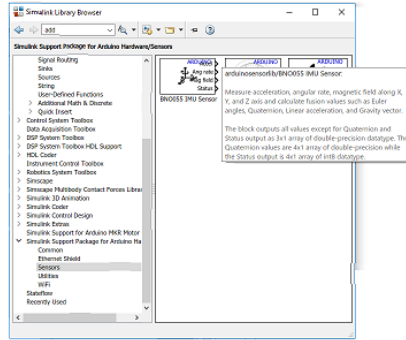 Simulink Library Browser
add
Simulink Support Package for Arduino Hardware/Sensors
Signal Routing
Sinks
Sources
String
User-Defined Functions
Additional Math & Discrete
Quick Insert
Control System Toolbox
Data Acquisition Toolbox
DSP System Toolbox
DSP System Toolbox HDL Support
HDL Coder
Instrument Control Toolbox
Robotics System Toolbox
Simscape
Simscape Multibody Contact Forces Librar
Simulink 3D Animation
Simulink Coder
Simulink Control Design
Simulink Extras
Simulink Support for Arduino MKR Motor
Simulink Support Package for Arduino Ha
Common
Ethernet Shield
Sensors
Utilities
WiFi
Stateflow
Recently Used
ARDUINO
Ang rate
Mag field
Status
BNO055 IMU Sensor
ARDUINO
ARDUINO
arduinosensorlib/BNO055 IMU Sensor:
Measure acceleration, angular rate, magnetic field along X,
Y, and Z axis and calculate fusion values such as Euler
angles, Quaternion, Linear acceleration, and Gravity vector.
The block outputs all values except for Quaternion and
Status output as 3x1 array of double-precision datatype. The
Quaternion values are 4x1 array of double-precision while
the Status output is 4x1 array of int8 datatype.